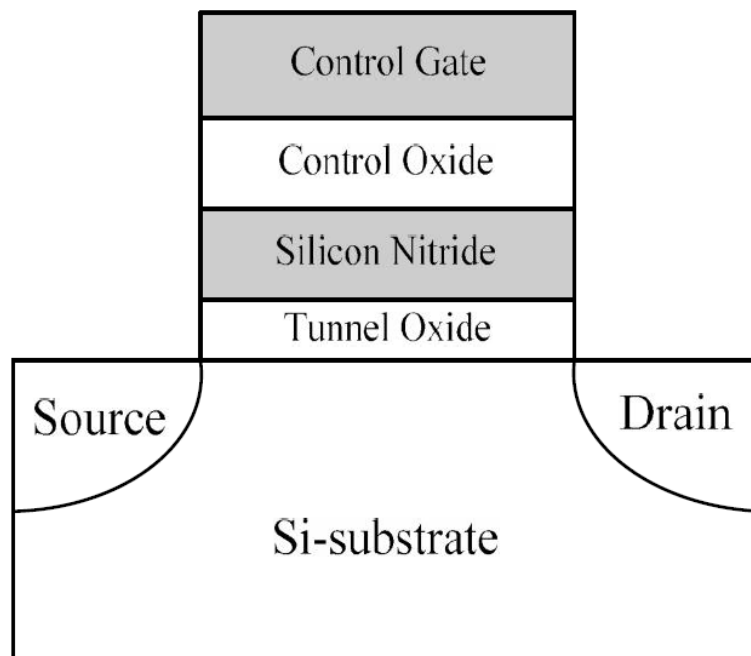 Control Gate
Control Oxide
Silicon Nitride
Tunnel Oxide
Source
Drain
Si-substrate